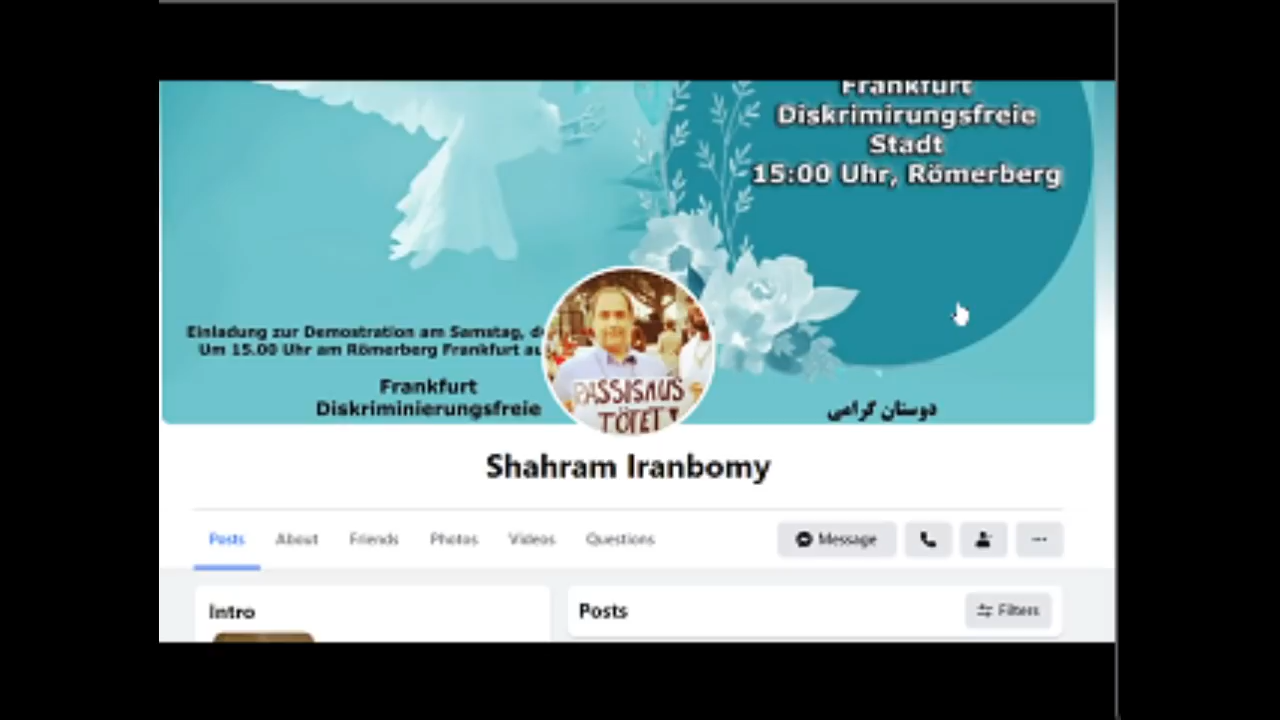 Frankfurt
Diskrimirungsfreie
Stadt
15:00 Uhr, Römerberg
Einladung zur Demostration am Samstag,
Um 15.00 Uhr am Römerberg Frankfurt
Frankfurt
Diskriminierungsfreie
دوستان گرامی
TÖTET!
Shahram Iranbomy
Posts About Friends Photos Videos Questions
Message
Intro
Posts
Filters